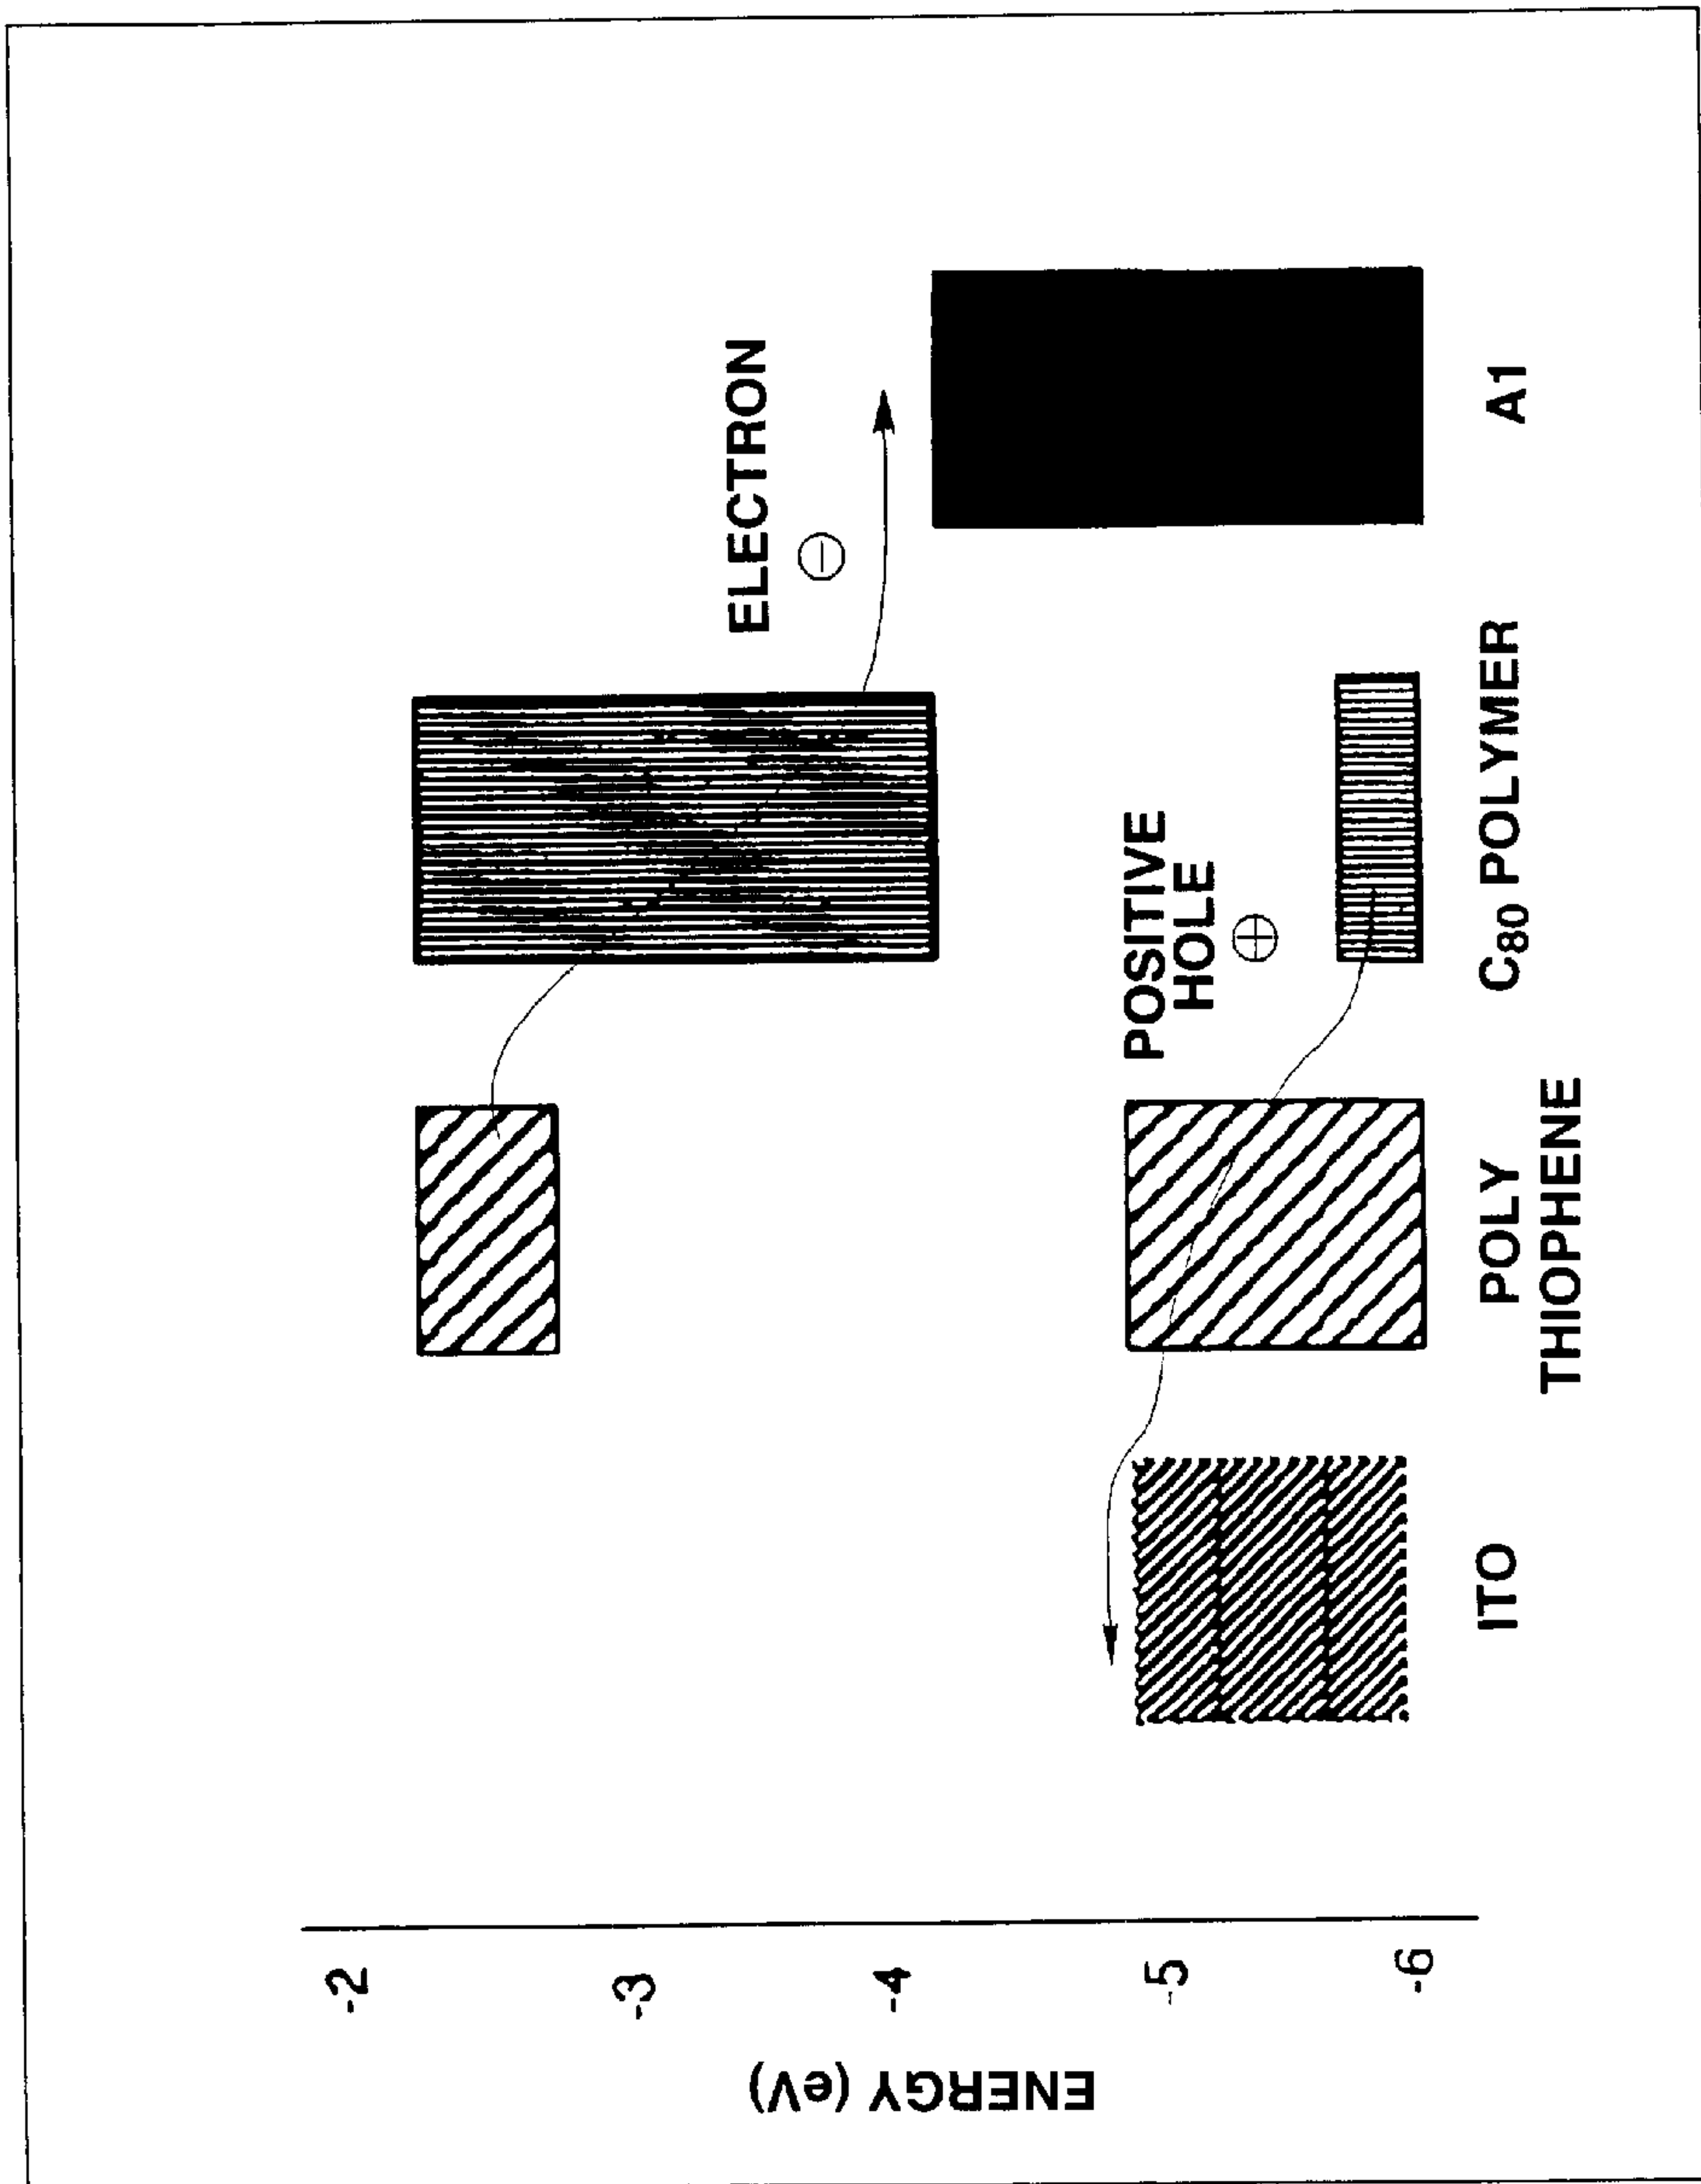 ENERGY (eV)
-2
-3
-4
-5
-6
ELECTRON
⊖
POSITIVE
HOLE
⊕
ITO
POLY
THIOPHENE
C80 POLYMER
A1